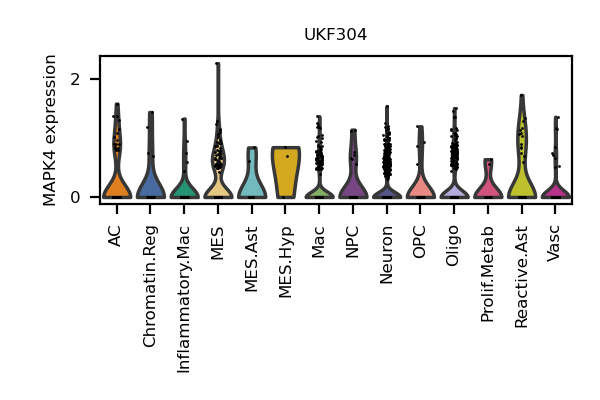 UKF304
MAPK4 expression
2
0
AC
Chromatin.Reg
Inflammatory.Mac
MES
MES.Ast
MES.Hyp
Mac
NPC
Neuron
OPC
Oligo
Prolif.Metab
Reactive.Ast
Vasc